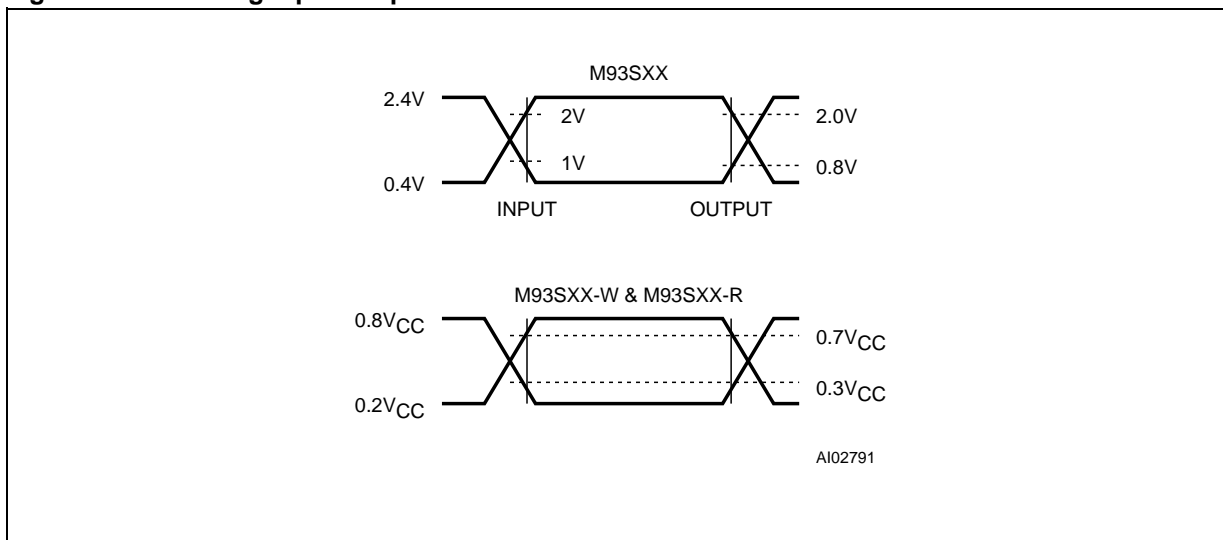 M93SXX
2.4V
2V
2.0V
1V
0.8V
0.4V
INPUT OUTPUT
M93SXX-W & M93SXX-R
0.8VCC
0.7VCC
0.3VCC
0.2VCC
AI02791